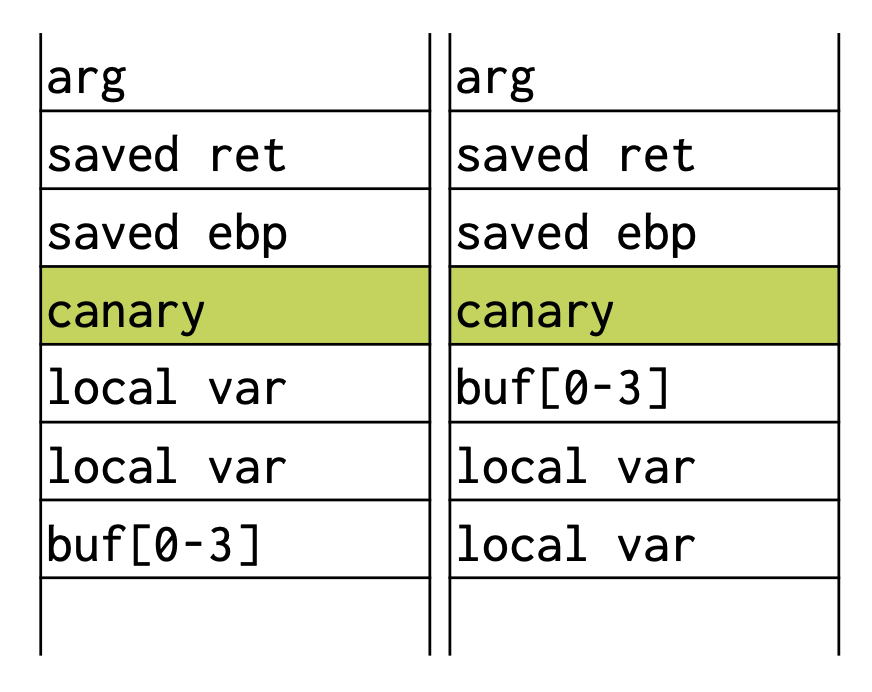 arg
saved ret
saved ebp
canary
local var
local var
buf[0-3]
arg
saved ret
saved ebp
canary
buf[0-3]
local var
local var